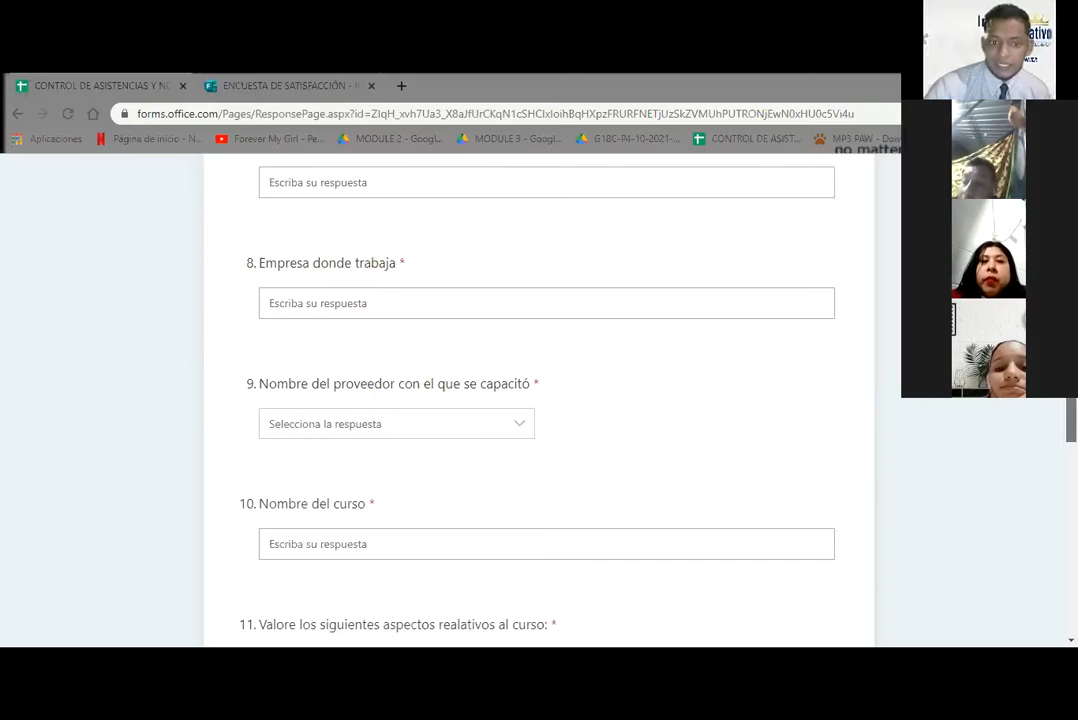 CONTROL DE ASISTENCIAS Y NO
ENCUESTA DE SATISFACCIÓN -
forms.office.com/Pages/ResponsePage.aspx?id=ZIqH_xvh7Ua3_X8aJfUrCKqN1cSHCIxIoihBqHXpzFRURFNETjUzSkZVMUhPUTRONjEwN0xHU0c5Vi4u
Aplicaciones
Página de inicio - N...
Forever My Girl - Pe...
MODULE 2 - Googl...
MODULE 3 - Googl...
G18C-P4-10-2021-...
CONTROL DE ASIST...
MP3 PAW - Dow
no matter
Escriba su respuesta
8. Empresa donde trabaja *
Escriba su respuesta
9. Nombre del proveedor con el que se capacitó *
Selecciona la respuesta
10. Nombre del curso *
Escriba su respuesta
11. Valore los siguientes aspectos realativos al curso: *